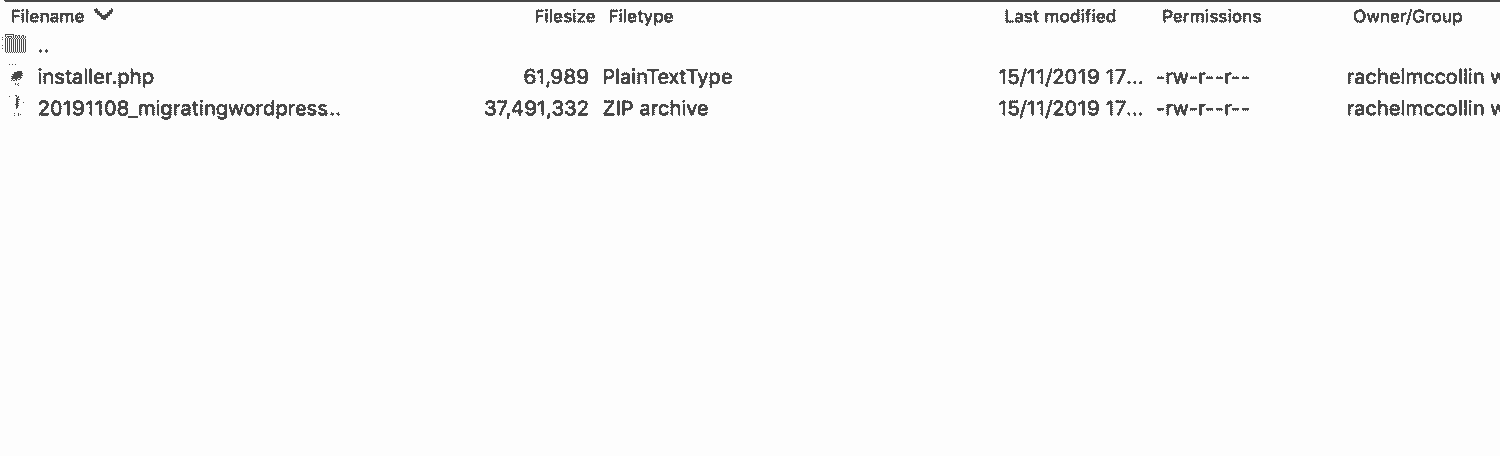 Filename Filesize Filetype Last modified Permissions Owner/Group
..
installer.php 61,989 PlainTextType 15/11/2019 17... -rw-r--r-- rachelmccollin w
20191108_migratingwordpress.. 37,491,332 ZIP archive 15/11/2019 17... -rw-r--r-- rachelmccollin w